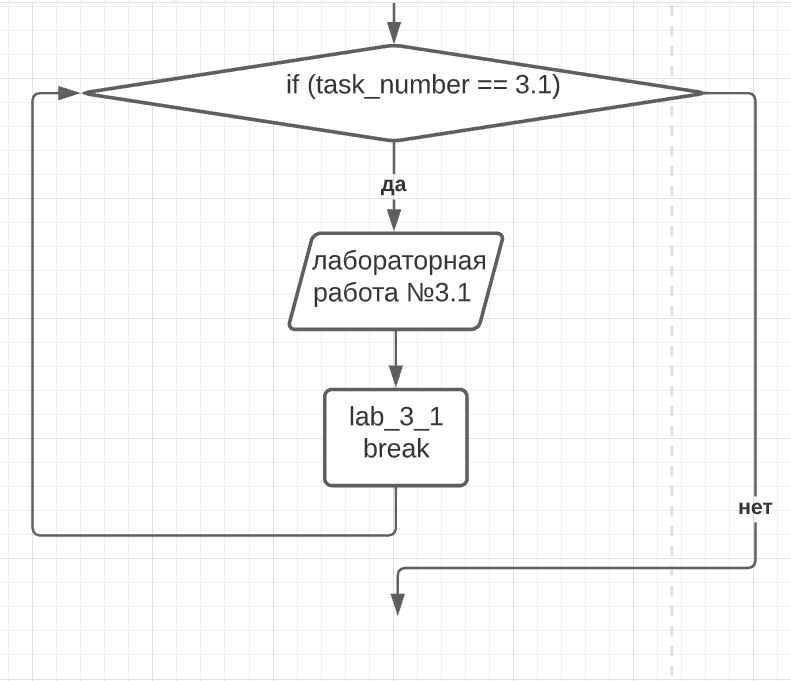 if (task_number == 3.1)
да
лабораторная
работа №3.1
lab_3_1
break
нет